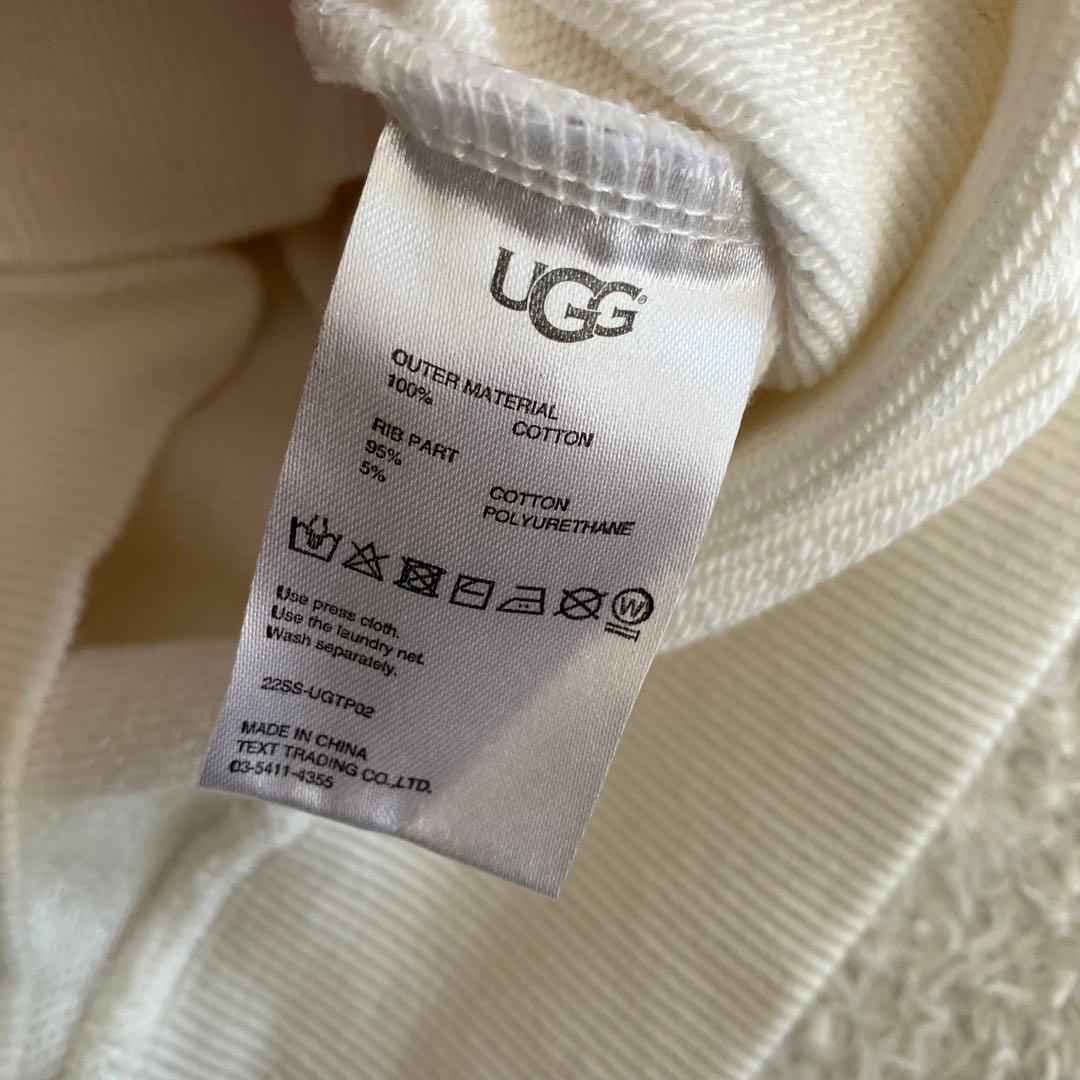 UGG®
OUTER MATERIAL
100% COTTON
RIB PART
95% COTTON
5% POLYURETHANE
W
Use press cloth.
Use the laundry net.
Wash separately.
22SS-UGTP02
MADE IN CHINA
TEXT TRADING CO.,LTD.
03-5411-4355